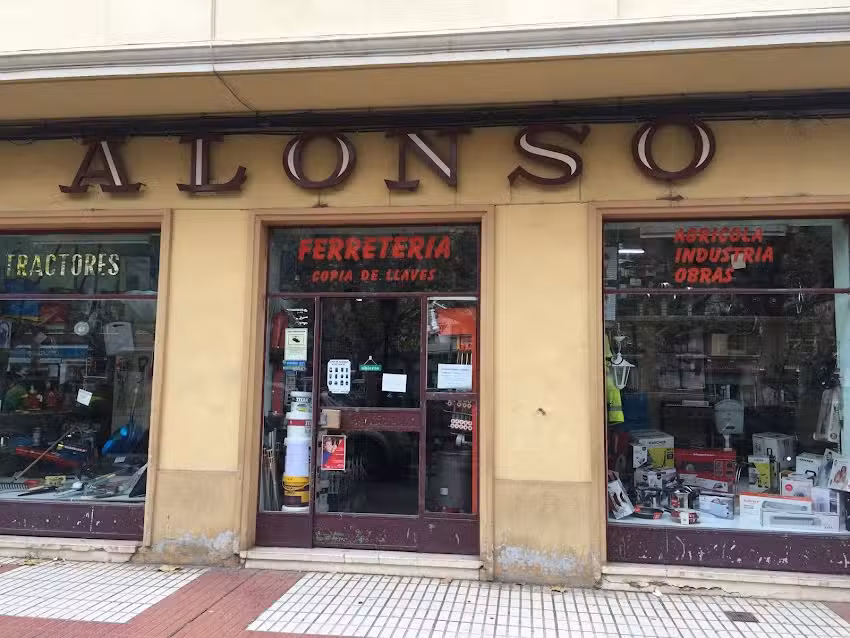 ALONSO
TRACTORES
FERRETERIA
COPIA DE LLAVES
AGRICOLA
INDUSTRIA
OBRAS